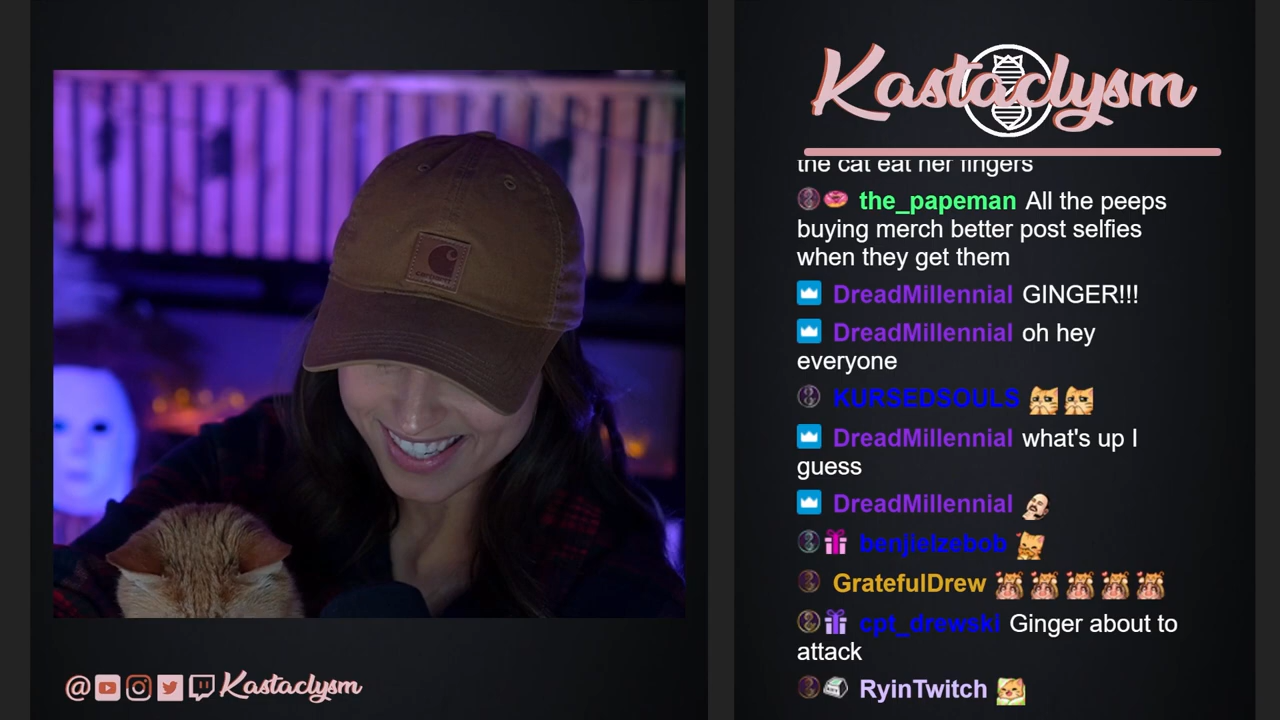 carhartt
@ Kastaclysm
Kastaclysm
the cat eat her fingers
the_papeman All the peeps
buying merch better post selfies
when they get them
DreadMillennial GINGER!!!
DreadMillennial oh hey
everyone
KURSEDSOULS
DreadMillennial what's up I
guess
DreadMillennial
benjielzebob
GratefulDrew
cpt_drewski Ginger about to
attack
RyinTwitch